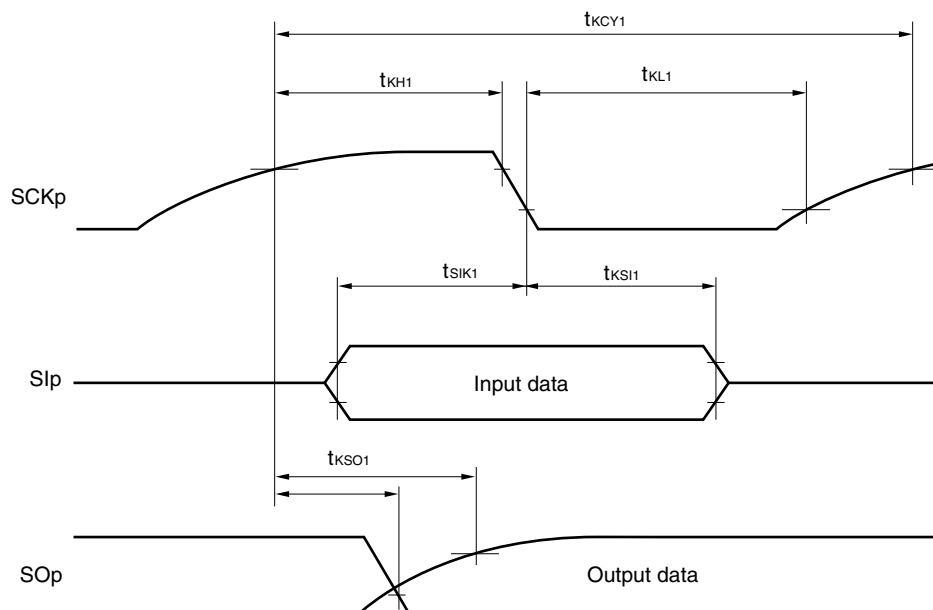 tKCY1
tKH1
tKL1
SCKp
tSIK1
tKSI1
SIp
Input data
tKSO1
SOp
Output data